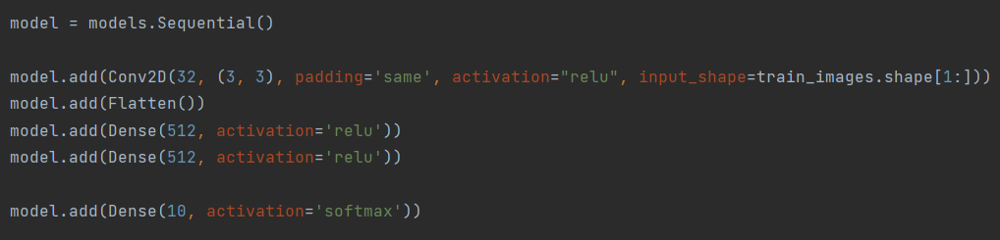 model = models.Sequential()
model.add(Conv2D(32, (3, 3), padding='same', activation="relu", input_shape=train_images.shape[1:]))
model.add(Flatten())
model.add(Dense(512, activation='relu'))
model.add(Dense(512, activation='relu'))
model.add(Dense(10, activation='softmax'))